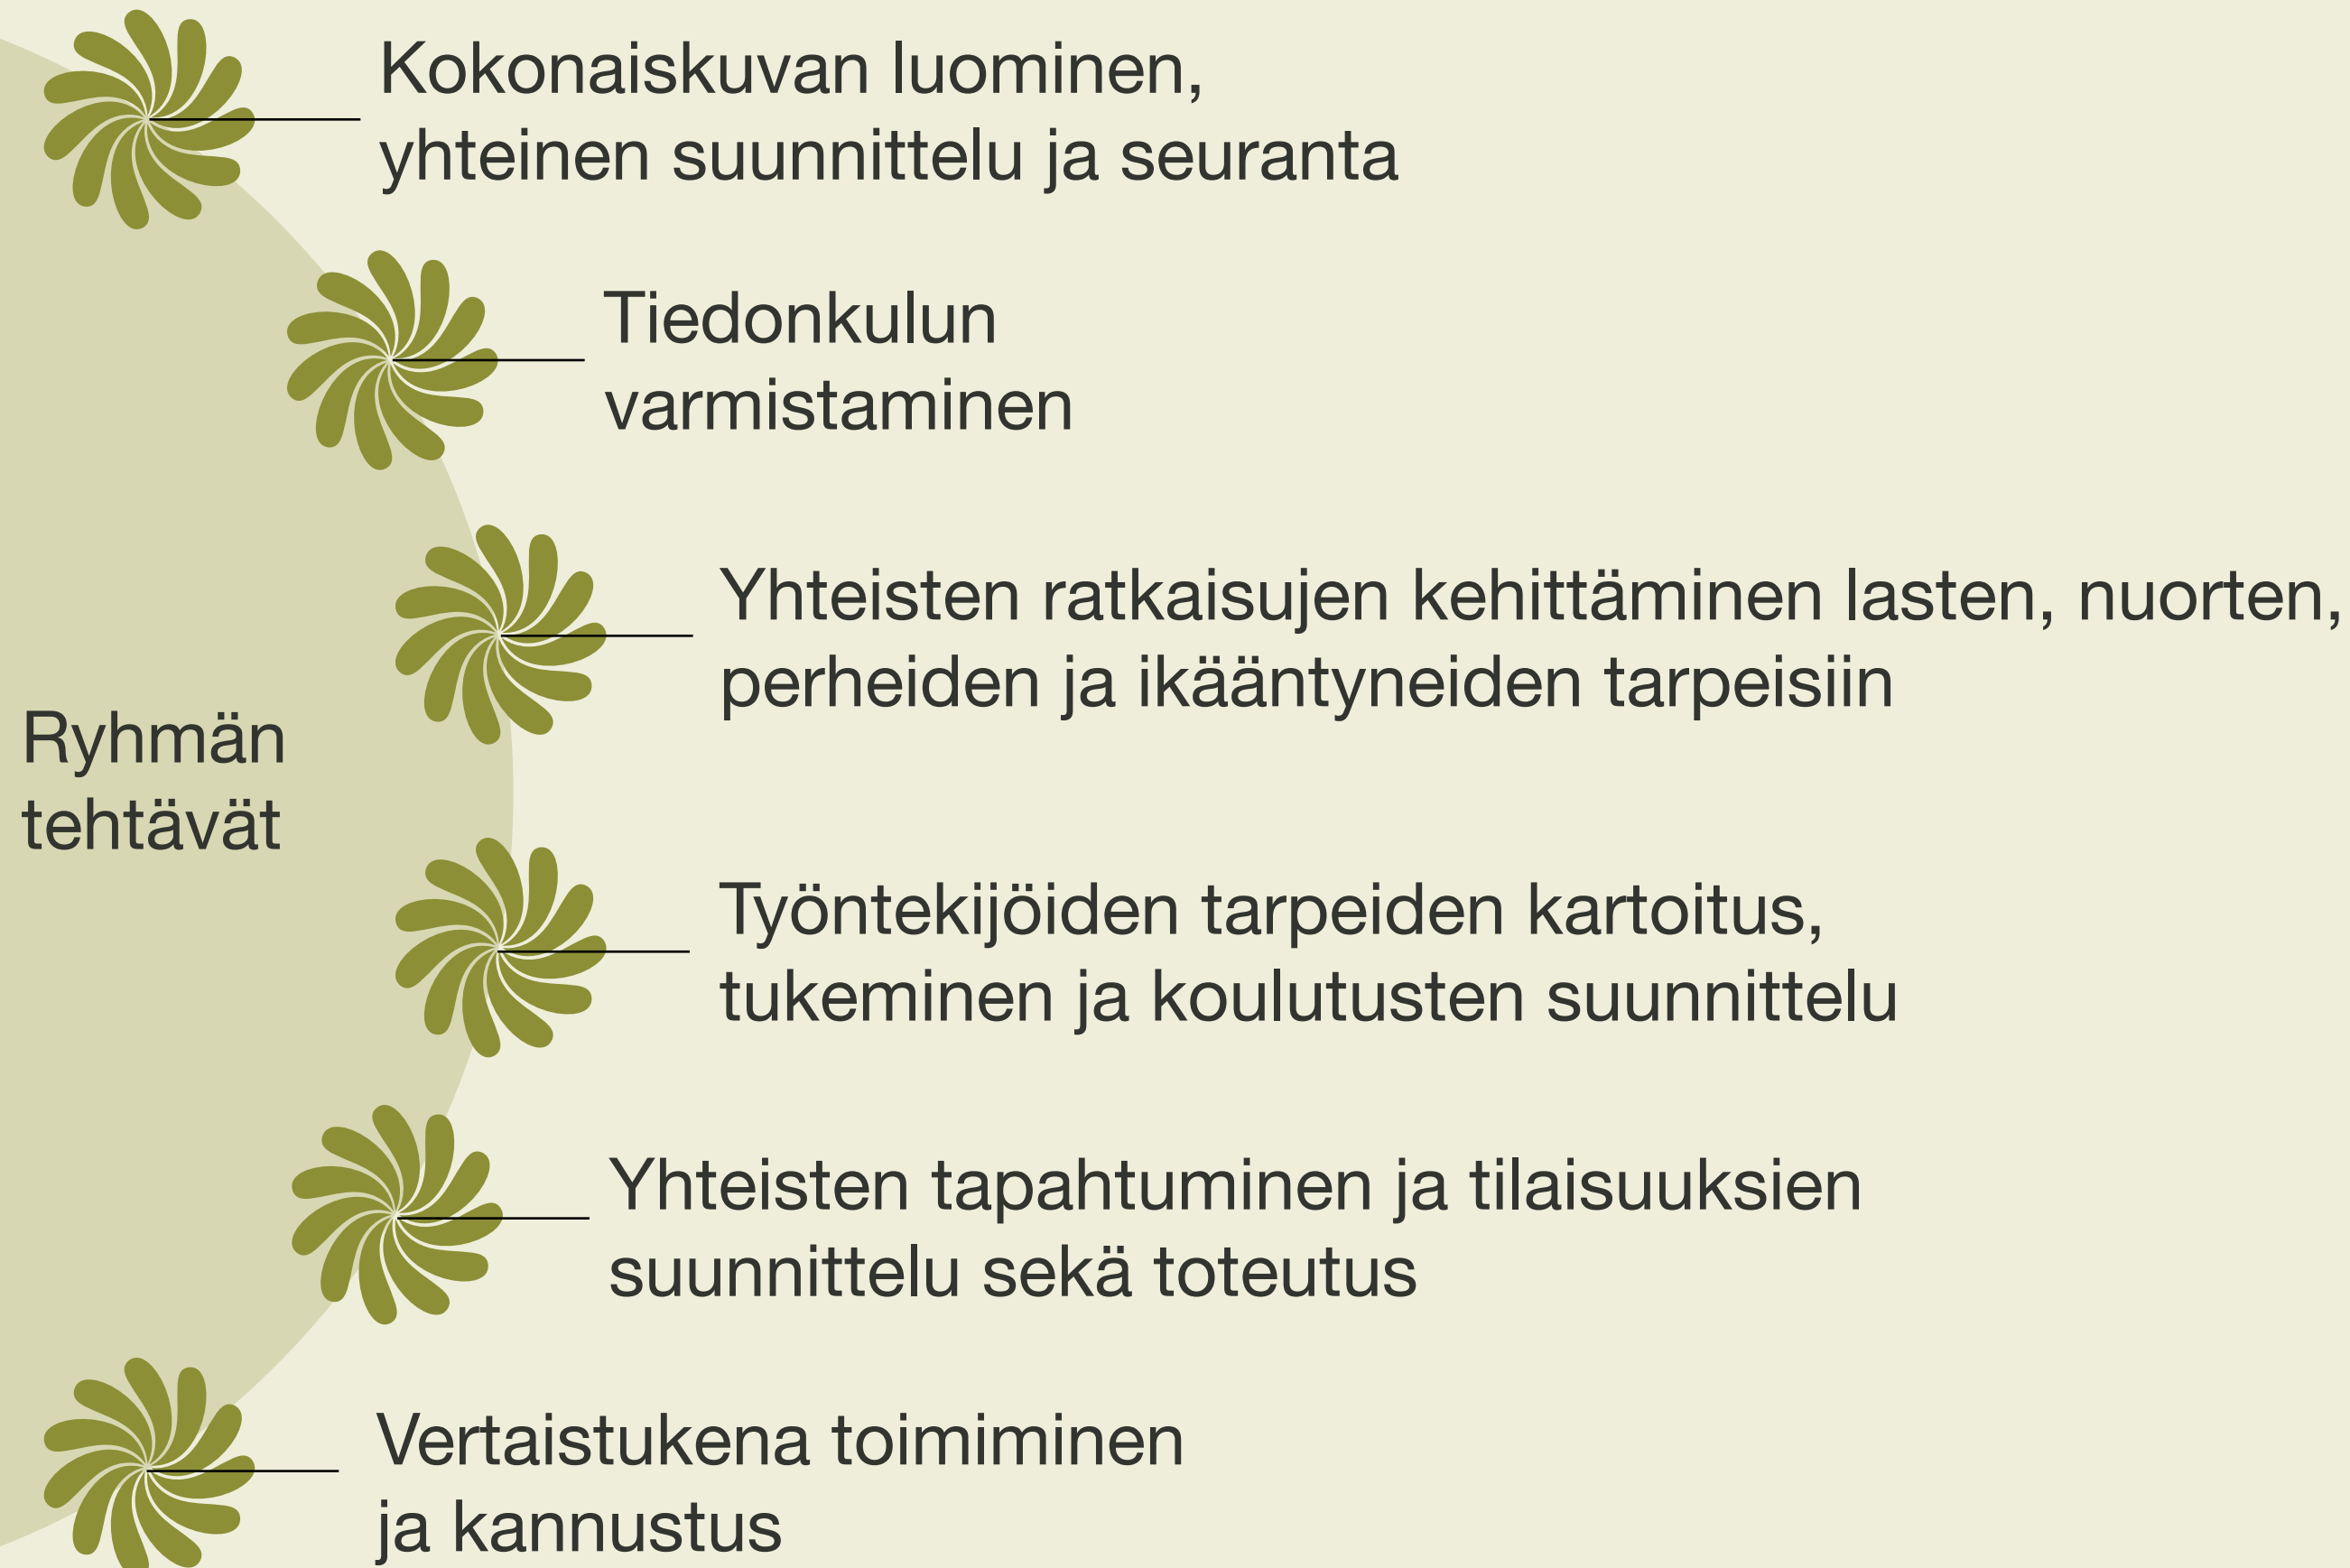 Kokonaiskuvan luominen,
yhteinen suunnittelu ja seuranta
Tiedonkulun
varmistaminen
Yhteisten ratkaisujen kehittäminen lasten, nuorten,
perheiden ja ikääntyneiden tarpeisiin
Ryhmän
tehtävät
Työntekijöiden tarpeiden kartoitus,
tukeminen ja koulutusten suunnittelu
Yhteisten tapahtuminen ja tilaisuuksien
suunnittelu sekä toteutus
Vertaistukena toimiminen
ja kannustus